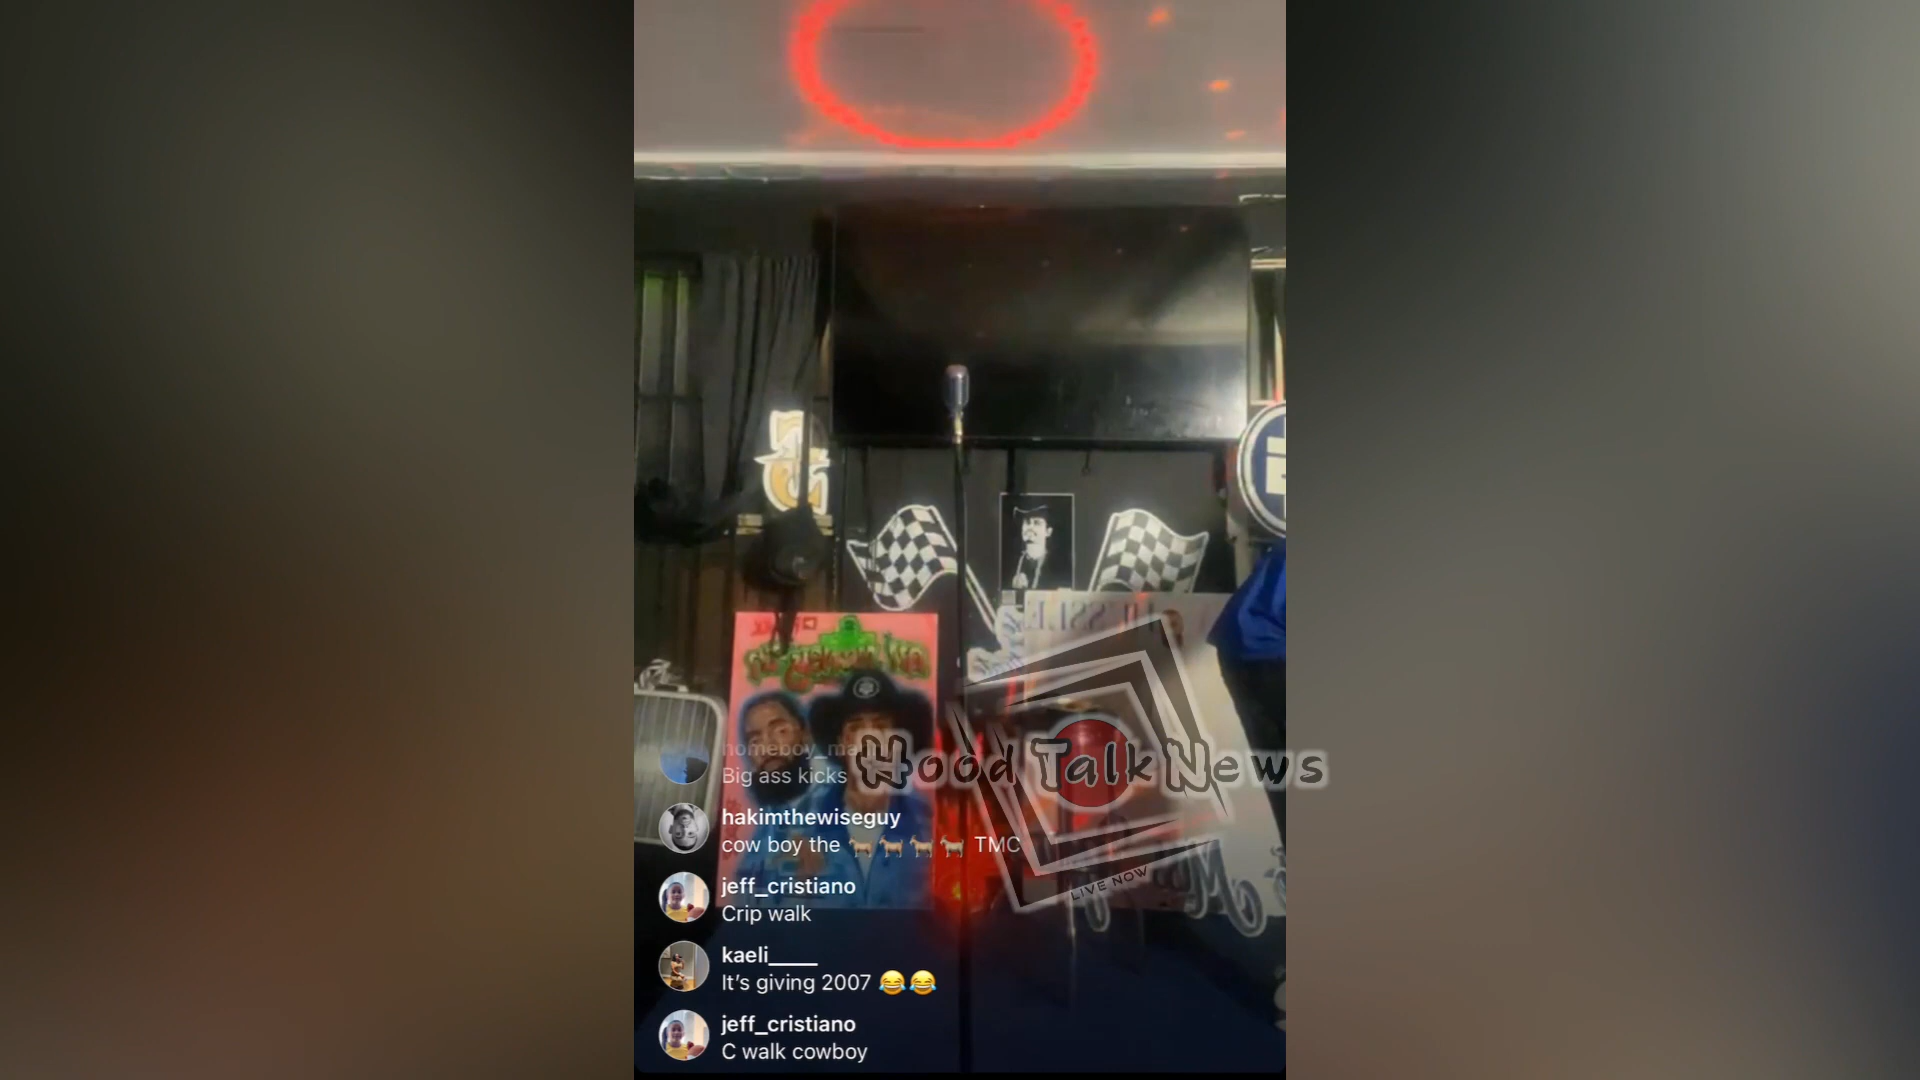 Big ass kicks
Hood Talk News
hakimthewiseguy
cow boy the 🐐🐐🐐🐐 TMC
LIVE NOW
jeff_cristiano
Crip walk
kaeli____
It's giving 2007 😂😂
jeff_cristiano
C walk cowboy